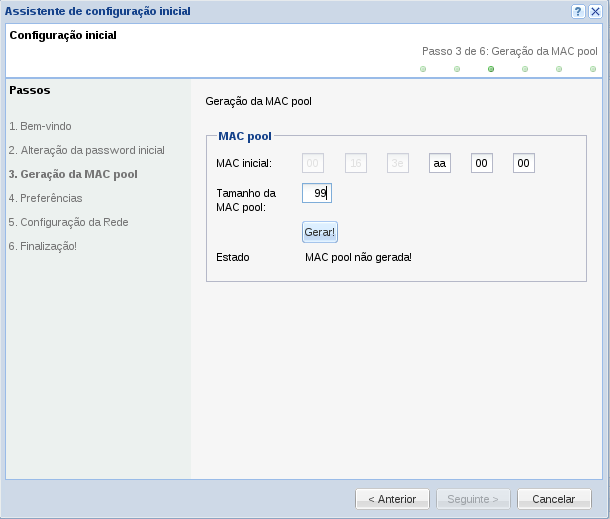 Assistente de configuração inicial
?
Configuração inicial
Passo 3 de 6: Geração da MAC pool
Passos
1. Bem-vindo
2. Alteração da password inicial
3. Geração da MAC pool
4. Preferências
5. Configuração da Rede
6. Finalização!
Geração da MAC pool
MAC pool
MAC inicial: 00 16 3e aa 00 00
Tamanho da
MAC pool: 99
Gerar!
Estado MAC pool não gerada!
< Anterior Seguinte > Cancelar